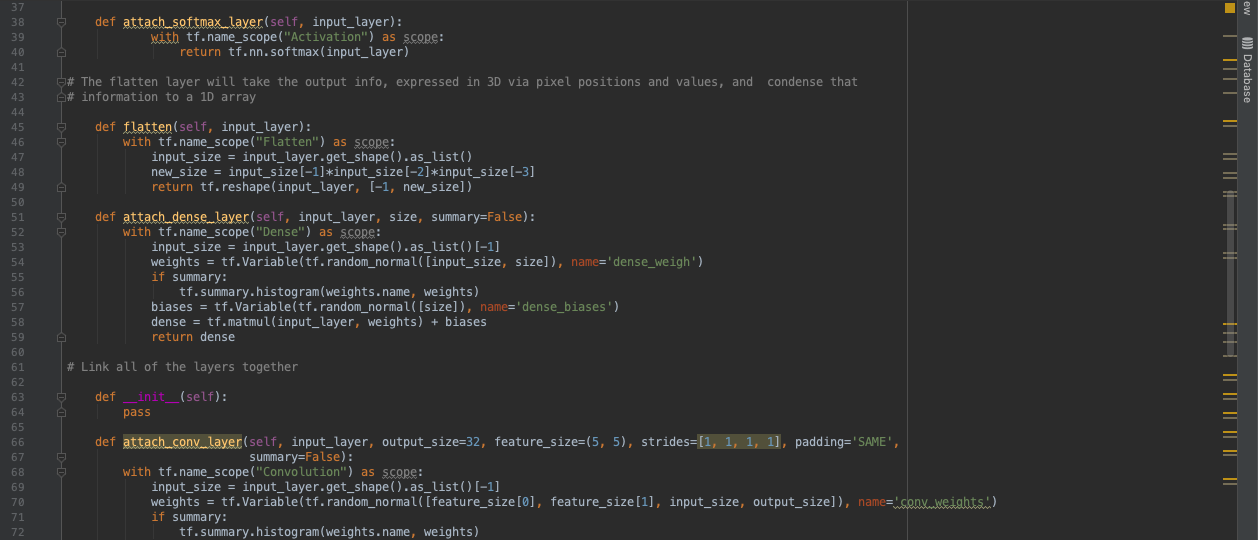 37
38 def attach_softmax_layer(self, input_layer):
39 with tf.name_scope("Activation") as scope:
40 return tf.nn.softmax(input_layer)
41
42 # The flatten layer will take the output info, expressed in 3D via pixel positions and values, and  condense that
43 # information to a 1D array
44
45 def flatten(self, input_layer):
46 with tf.name_scope("Flatten") as scope:
47 input_size = input_layer.get_shape().as_list()
48 new_size = input_size[-1]*input_size[-2]*input_size[-3]
49 return tf.reshape(input_layer, [-1, new_size])
50
51 def attach_dense_layer(self, input_layer, size, summary=False):
52 with tf.name_scope("Dense") as scope:
53 input_size = input_layer.get_shape().as_list()[-1]
54 weights = tf.Variable(tf.random_normal([input_size, size]), name='dense_weigh')
55 if summary:
56 tf.summary.histogram(weights.name, weights)
57 biases = tf.Variable(tf.random_normal([size]), name='dense_biases')
58 dense = tf.matmul(input_layer, weights) + biases
59 return dense
60
61 # Link all of the layers together
62
63 def __init__(self):
64 pass
65
66 def attach_conv_layer(self, input_layer, output_size=32, feature_size=(5, 5), strides=[1, 1, 1, 1], padding='SAME',
67 summary=False):
68 with tf.name_scope("Convolution") as scope:
69 input_size = input_layer.get_shape().as_list()[-1]
70 weights = tf.Variable(tf.random_normal([feature_size[0], feature_size[1], input_size, output_size]), name='conv_weights')
71 if summary:
72 tf.summary.histogram(weights.name, weights)
ew
Database